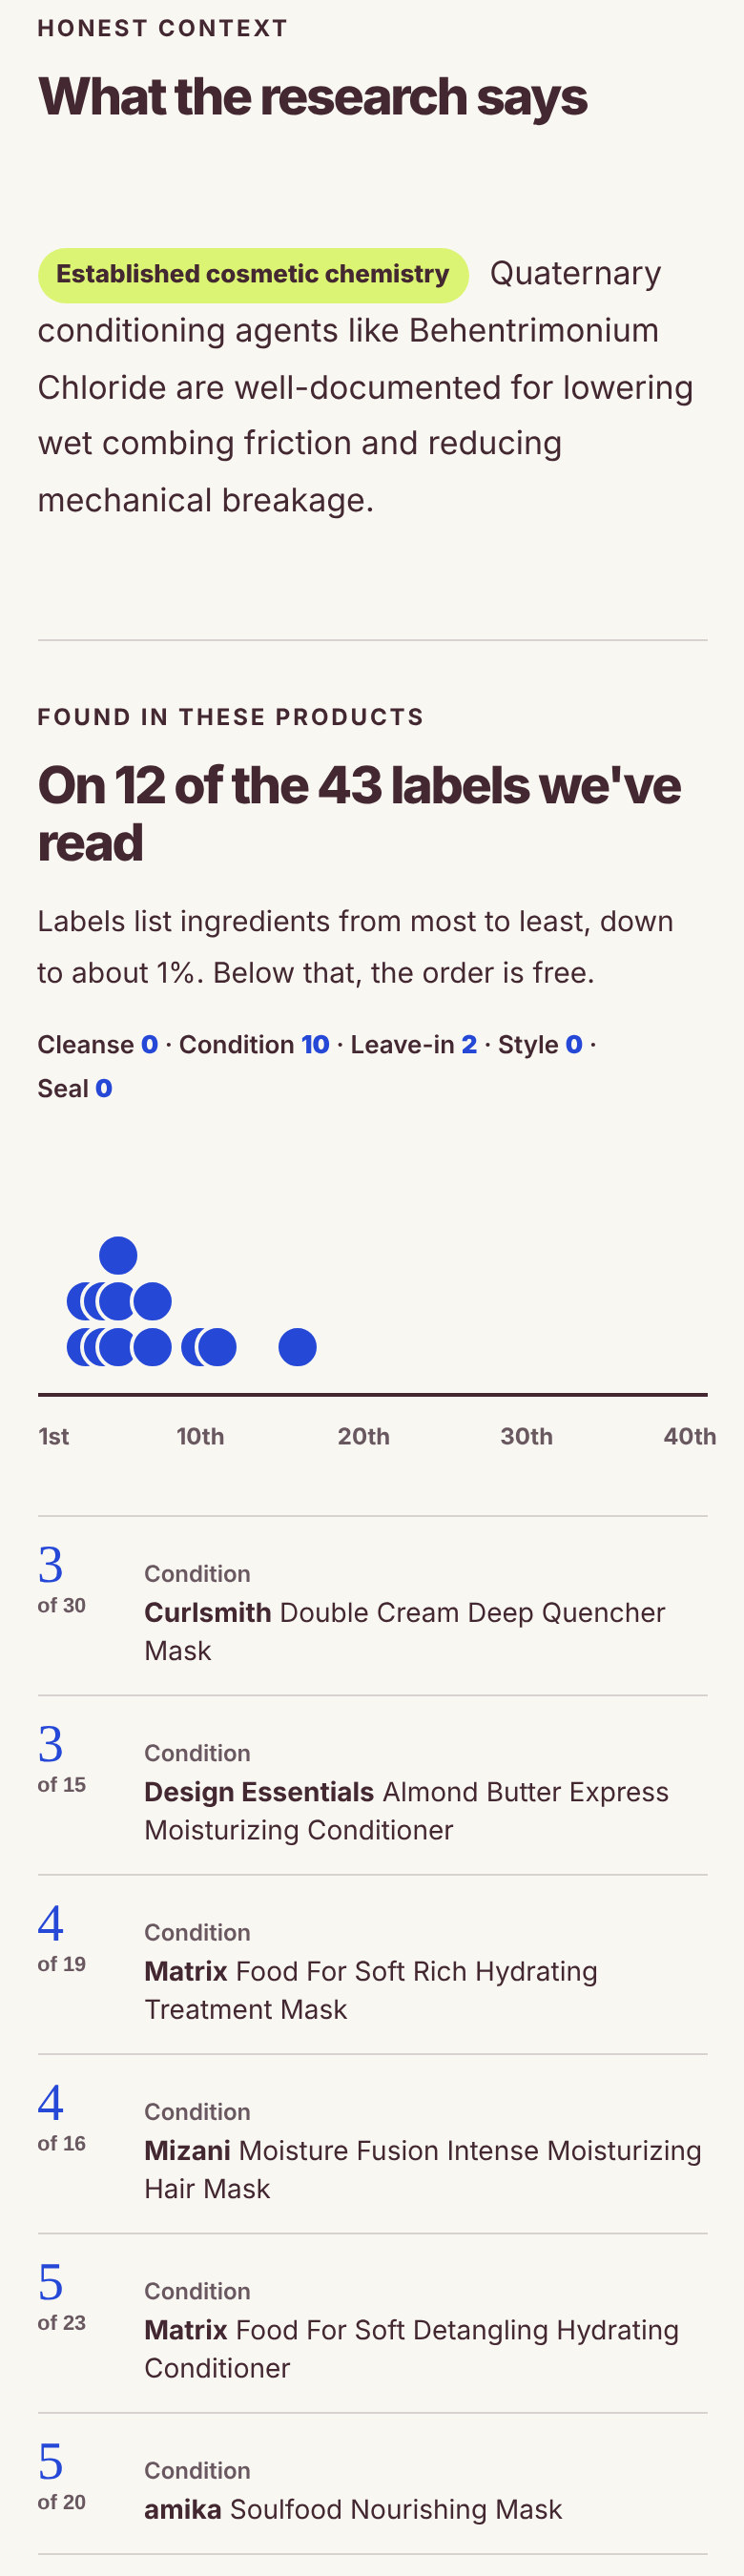 HONEST CONTEXT
What the research says
Established cosmetic chemistry Quaternary
conditioning agents like Behentrimonium
Chloride are well-documented for lowering
wet combing friction and reducing
mechanical breakage.
FOUND IN THESE PRODUCTS
On 12 of the 43 labels we've
read
Labels list ingredients from most to least, down
to about 1%. Below that, the order is free.
Cleanse 0 · Condition 10 · Leave-in 2 · Style 0 ·
Seal 0
1st 10th 20th 30th 40th
3
of 30
Condition
Curlsmith Double Cream Deep Quencher
Mask
3
of 15
Condition
Design Essentials Almond Butter Express
Moisturizing Conditioner
4
of 19
Condition
Matrix Food For Soft Rich Hydrating
Treatment Mask
4
of 16
Condition
Mizani Moisture Fusion Intense Moisturizing
Hair Mask
5
of 23
Condition
Matrix Food For Soft Detangling Hydrating
Conditioner
5
of 20
Condition
amika Soulfood Nourishing Mask